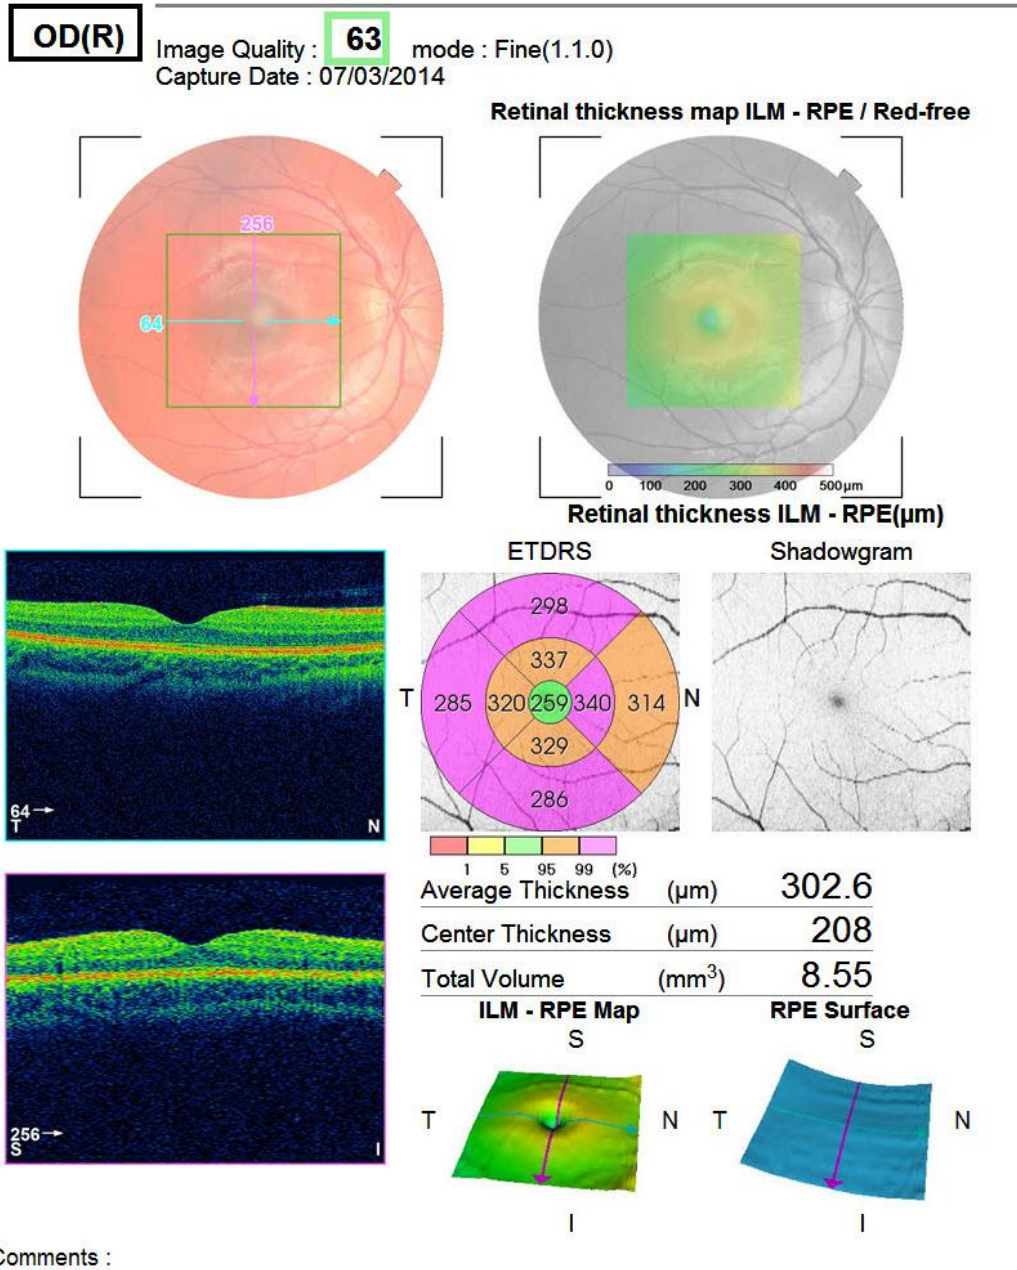 OD(R)
Image Quality : 63 mode : Fine(1.1.0)
Capture Date : 07/03/2014
Retinal thickness map ILM - RPE / Red-free
256
64
0 100 200 300 400 500μm
Retinal thickness ILM - RPE(μm)
ETDRS Shadowgram
298
337
T 285 320 259 340 314 N
329
286
1 5 95 99 (%)
64→
T N
Average Thickness (μm) 302.6
Center Thickness (μm) 208
Total Volume (mm³) 8.55
ILM - RPE Map RPE Surface
S S
T N T N
256→
S I
I I
Comments :